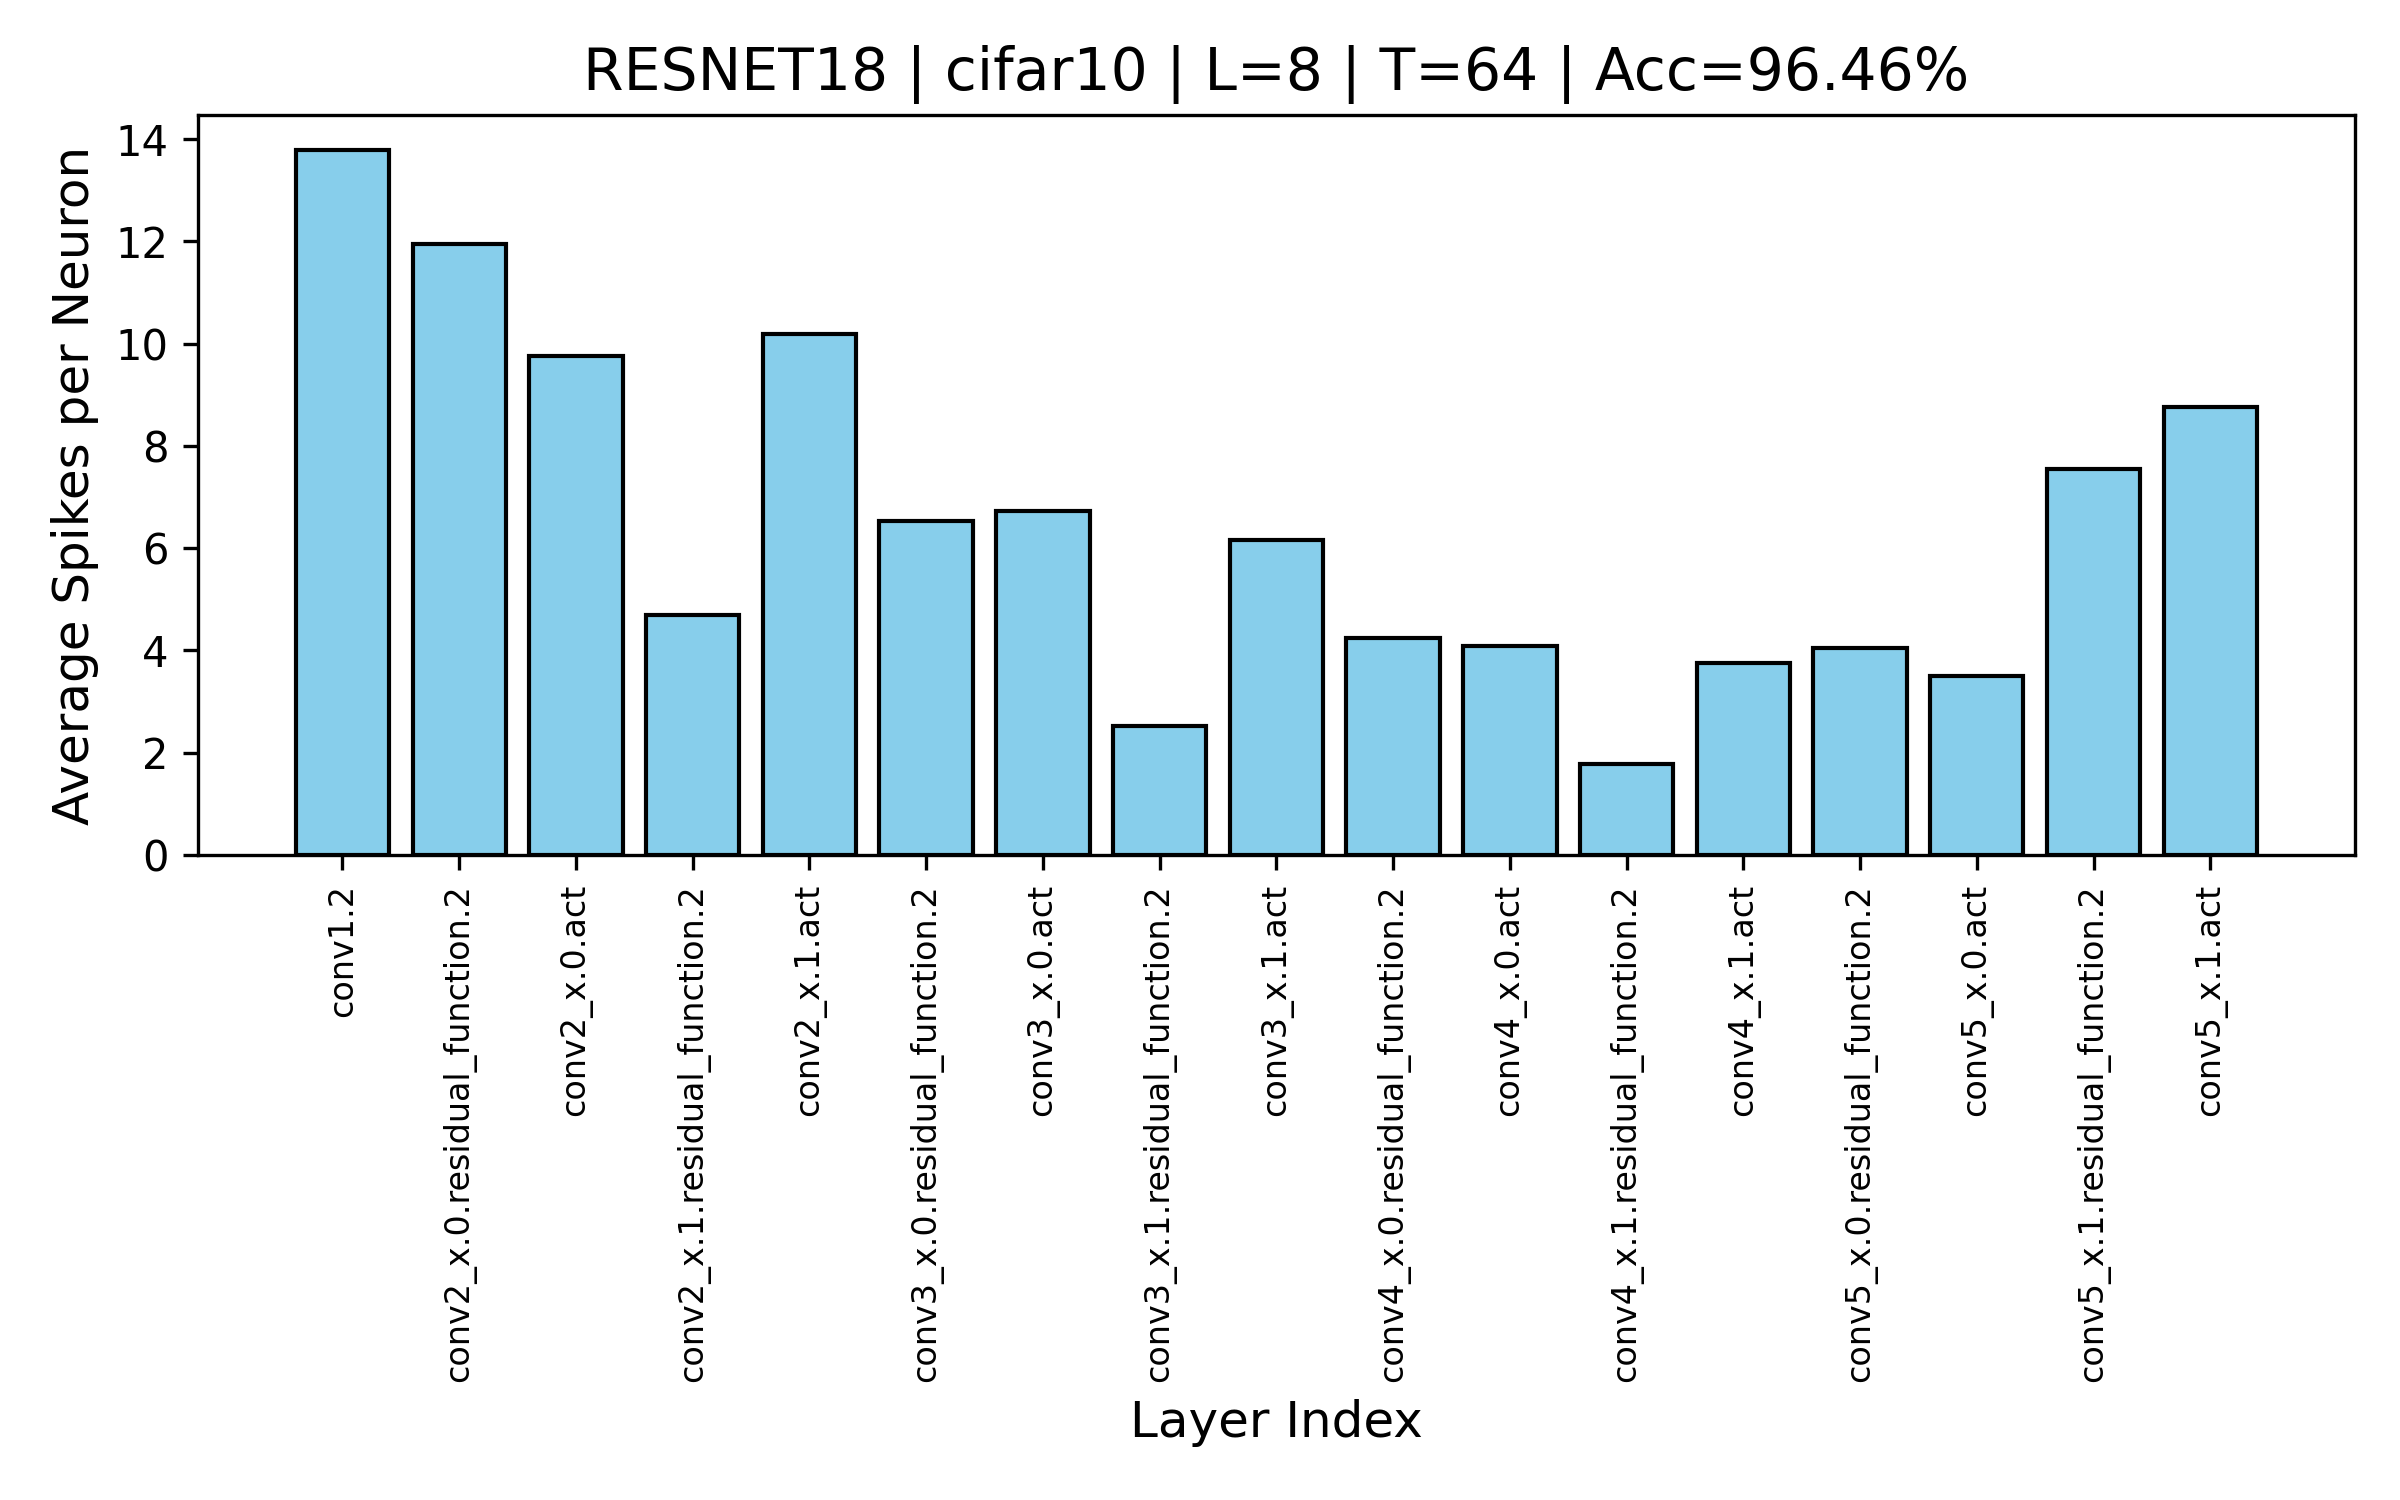 RESNET18 | cifar10 | L=8 | T=64 | Acc=96.46%
Average Spikes per Neuron
14
12
10
8
6
4
2
0
conv1.2
conv2_x.0.residual_function.2
conv2_x.0.act
conv2_x.1.residual_function.2
conv2_x.1.act
conv3_x.0.residual_function.2
conv3_x.0.act
conv3_x.1.residual_function.2
conv3_x.1.act
conv4_x.0.residual_function.2
conv4_x.0.act
conv4_x.1.residual_function.2
conv4_x.1.act
conv5_x.0.residual_function.2
conv5_x.0.act
conv5_x.1.residual_function.2
conv5_x.1.act
Layer Index